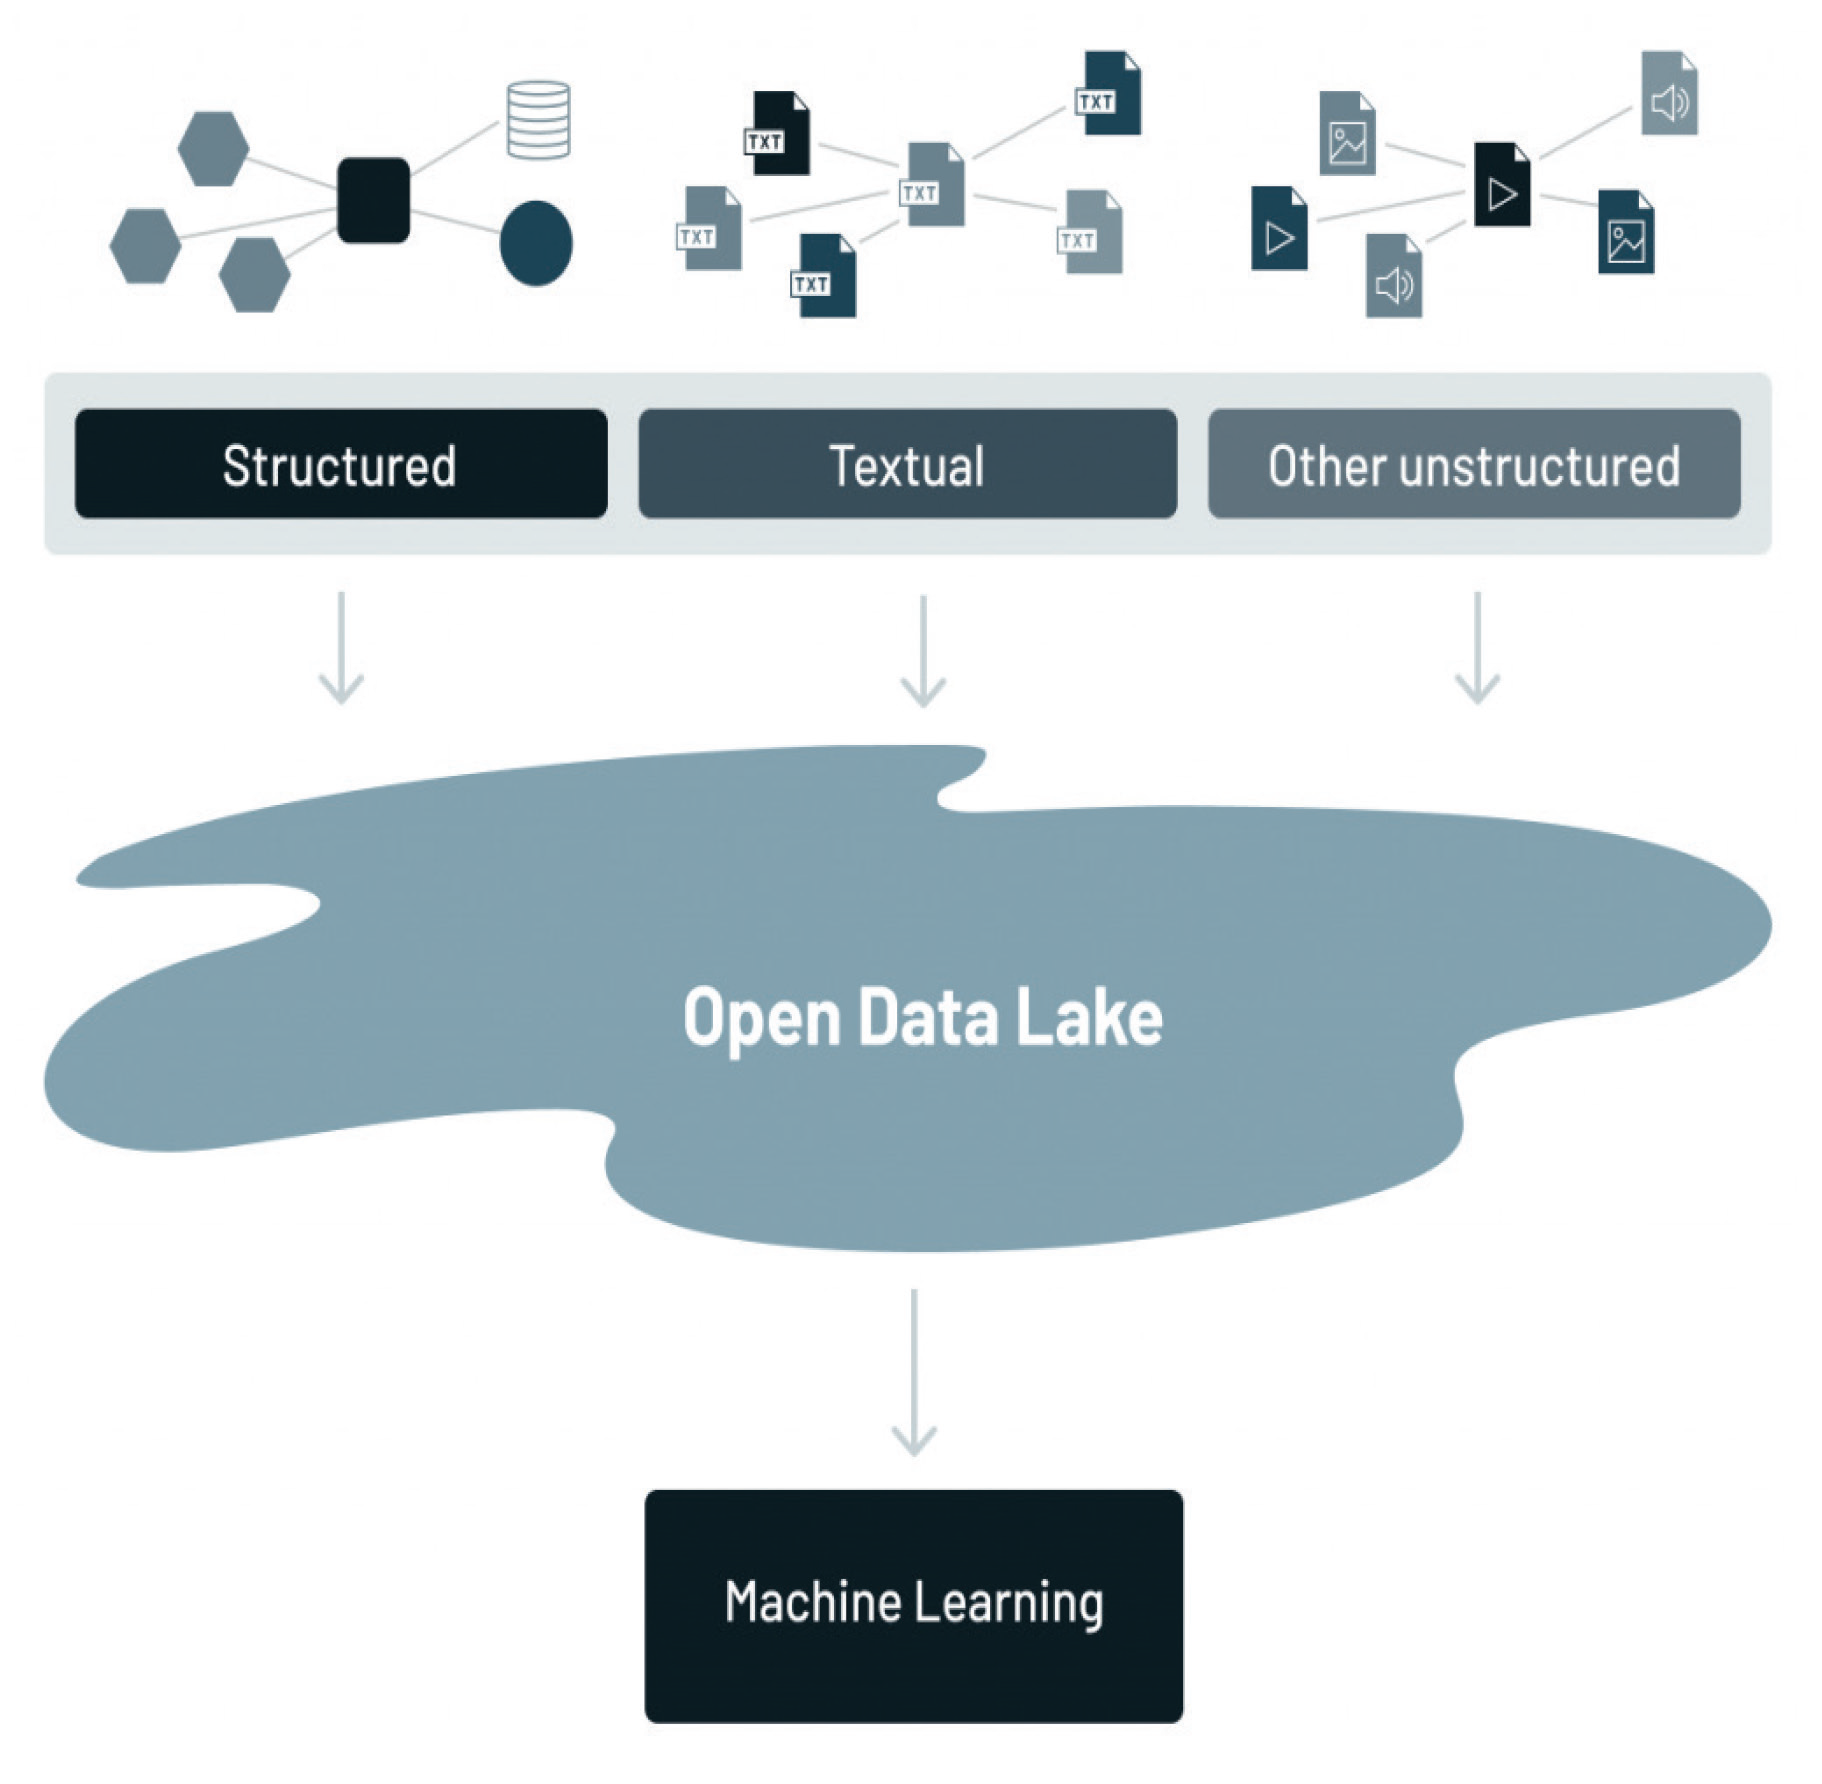 TXT
TXT
TXT
TXT
TXT
TXT
Structured
Textual
Other unstructured
Open Data Lake
Machine Learning